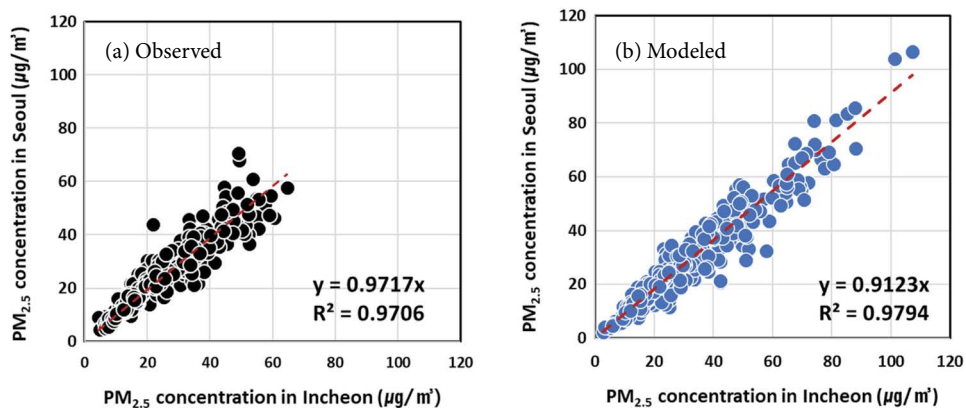 (a) Observed
PM2.5 concentration in Seoul (µg/m³)
120
100
80
60
40
20
0
y = 0.9717x
R² = 0.9706
0 20 40 60 80 100 120
PM2.5 concentration in Incheon (µg/m³)
(b) Modeled
PM2.5 concentration in Seoul (µg/m³)
120
100
80
60
40
20
0
y = 0.9123x
R² = 0.9794
0 20 40 60 80 100 120
PM2.5 concentration in Incheon (µg/m³)